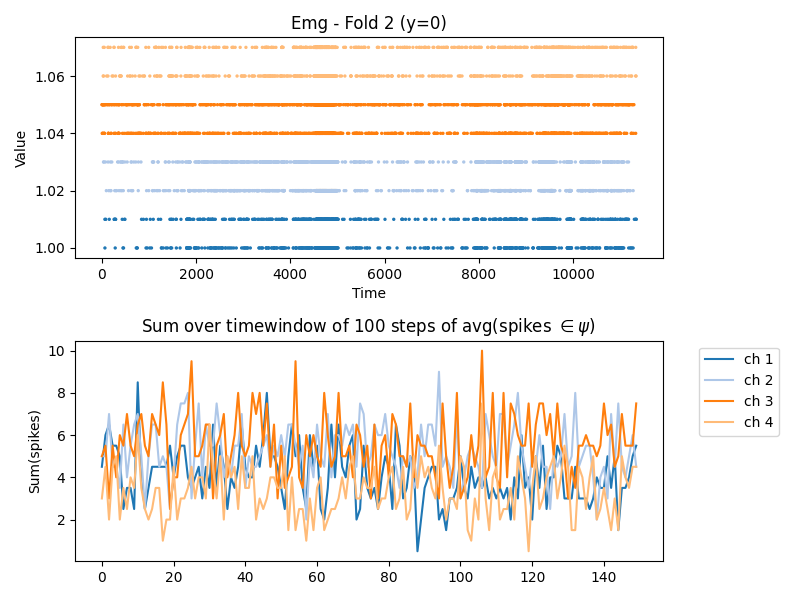 Emg - Fold 2 (y=0)
1.06
1.04
1.02
1.00
Value
0 2000 4000 6000 8000 10000
Time
Sum over timewindow of 100 steps of avg(spikes ∈ψ)
10
8
6
4
2
Sum(spikes)
0 20 40 60 80 100 120 140
ch 1
ch 2
ch 3
ch 4